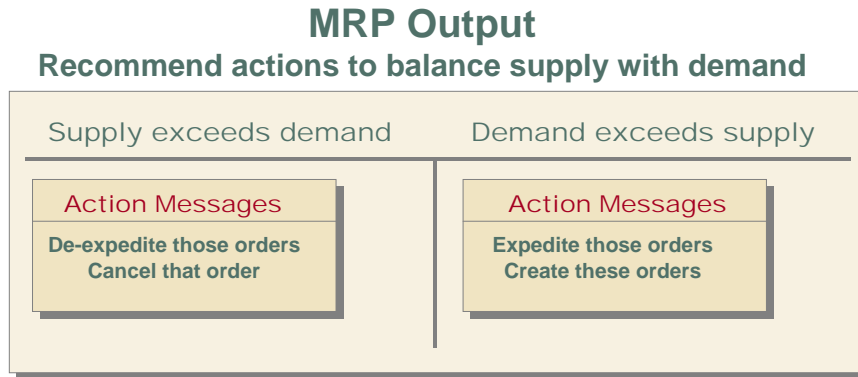 MRP Output
Recommend actions to balance supply with demand
Supply exceeds demand
Demand exceeds supply
Action Messages
De-expedite those orders
Cancel that order
Action Messages
Expedite those orders
Create these orders